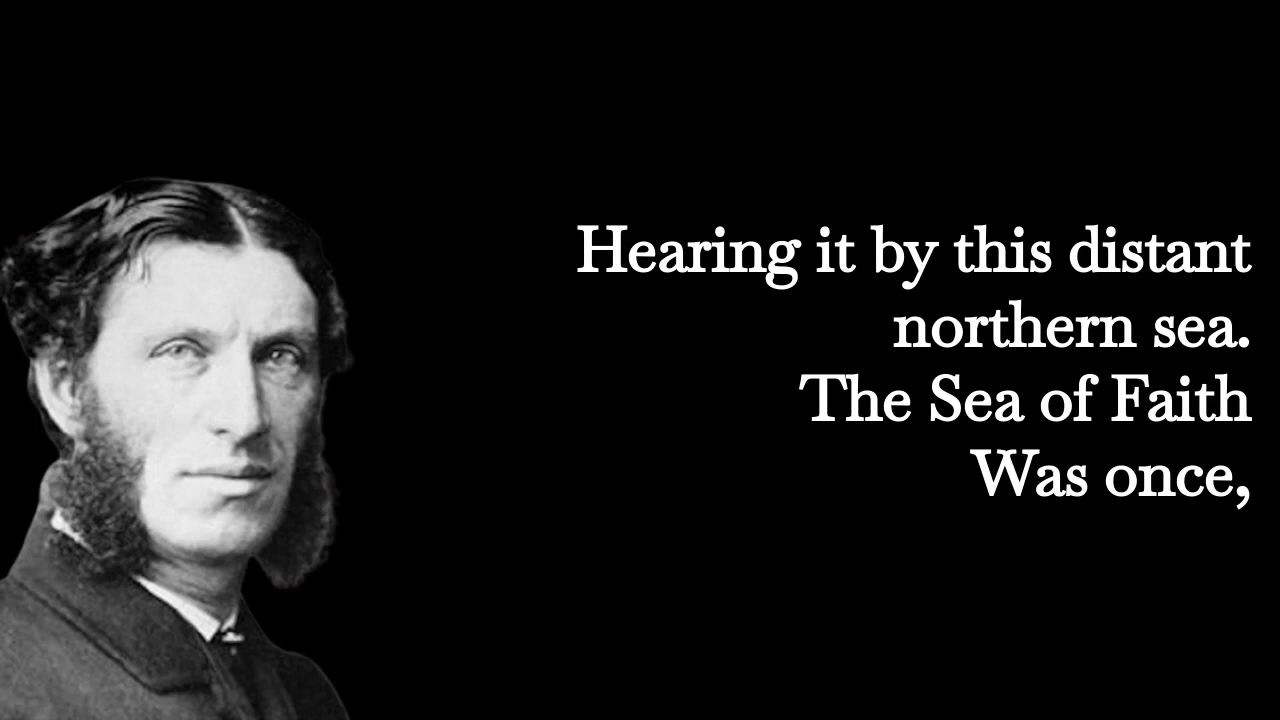 Hearing it by this distant
northern sea.
The Sea of Faith
Was once,